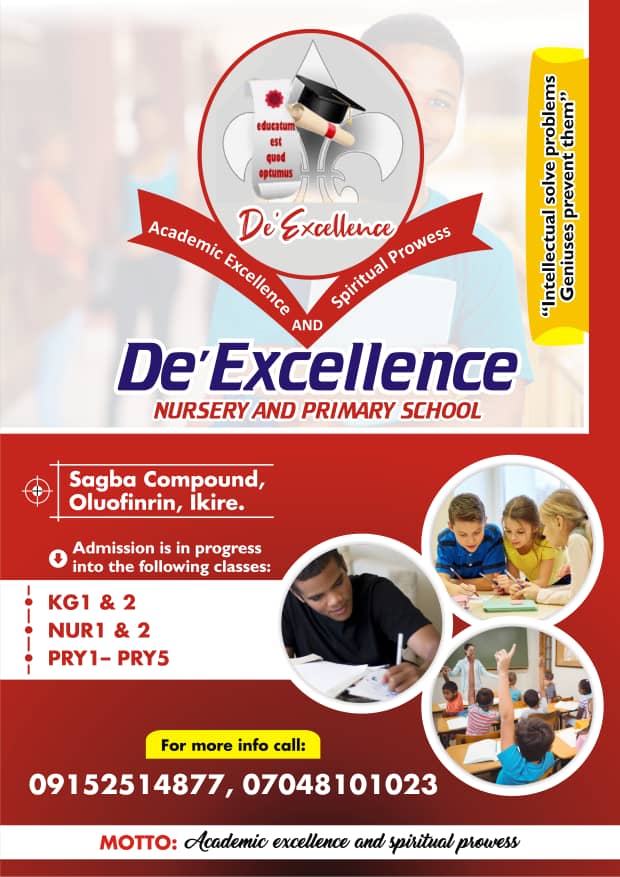 educatum
est
quod
optumus
De'Excellence
Academic Excellence
AND
Spiritual Prowess
"Intellectual solve problems
Geniuses prevent them"
De'Excellence
NURSERY AND PRIMARY SCHOOL
Sagba Compound,
Oluofinrin, Ikire.
Admission is in progress
into the following classes:
KG1 & 2
NUR1 & 2
PRY1– PRY5
For more info call:
09152514877, 07048101023
MOTTO: Academic excellence and spiritual prowess